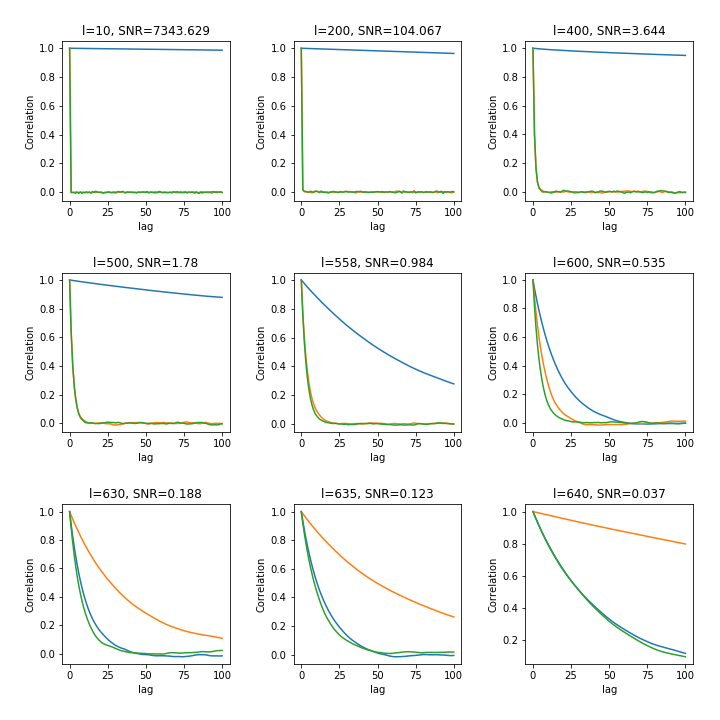 l=10, SNR=7343.629
l=200, SNR=104.067
l=400, SNR=3.644
Correlation
1.0
0.8
0.6
0.4
0.2
0.0
0 25 50 75 100
lag
Correlation
1.0
0.8
0.6
0.4
0.2
0.0
0 25 50 75 100
lag
Correlation
1.0
0.8
0.6
0.4
0.2
0.0
0 25 50 75 100
lag
l=500, SNR=1.78
l=558, SNR=0.984
l=600, SNR=0.535
Correlation
1.0
0.8
0.6
0.4
0.2
0.0
0 25 50 75 100
lag
Correlation
1.0
0.8
0.6
0.4
0.2
0.0
0 25 50 75 100
lag
Correlation
1.0
0.8
0.6
0.4
0.2
0.0
0 25 50 75 100
lag
l=630, SNR=0.188
l=635, SNR=0.123
l=640, SNR=0.037
Correlation
1.0
0.8
0.6
0.4
0.2
0.0
0 25 50 75 100
lag
Correlation
1.0
0.8
0.6
0.4
0.2
0.0
0 25 50 75 100
lag
Correlation
1.0
0.8
0.6
0.4
0.2
0 25 50 75 100
lag